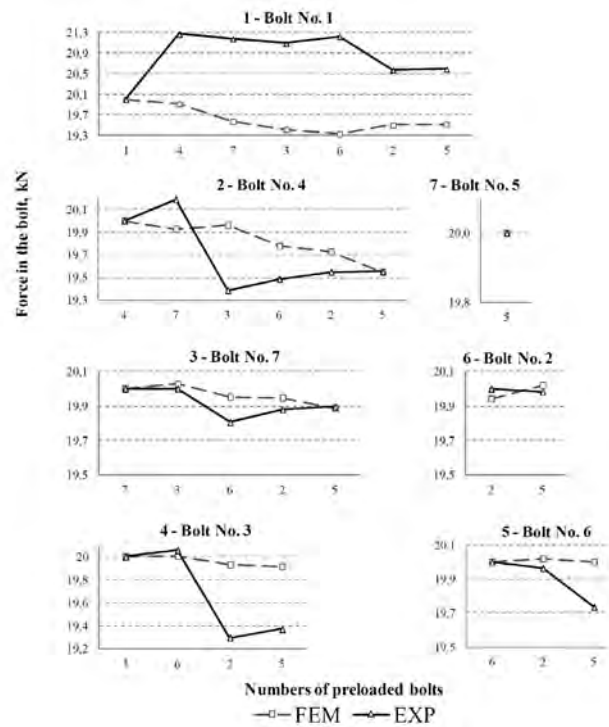 1 - Bolt No. 1
21,3
20,9
20,5
20,1
19,7
19,3
1 4 7 3 6 2 5
Force in the bolt, kN
2 - Bolt No. 4
20,1
19,9
19,7
19,5
19,3
4 7 3 6 2 5
7 - Bolt No. 5
20,0
19,8
5
3 - Bolt No. 7
20,1
19,9
19,7
19,5
7 3 6 2 5
6 - Bolt No. 2
20,1
19,9
19,7
19,5
2 5
4 - Bolt No. 3
20
19,8
19,6
19,4
19,2
1 6 2 5
5 - Bolt No. 6
20,1
19,9
19,7
19,5
6 2 5
Numbers of preloaded bolts
FEM EXP